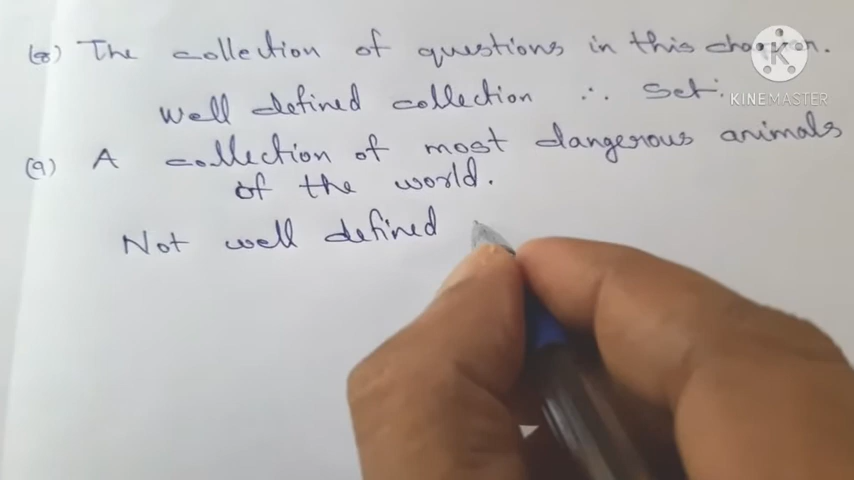 (8) The collection of questions in this chapter.
Well defined collection ∴ Set.
(9) A collection of most dangerous animals
of the world.
Not well defined
K
KINEMASTER